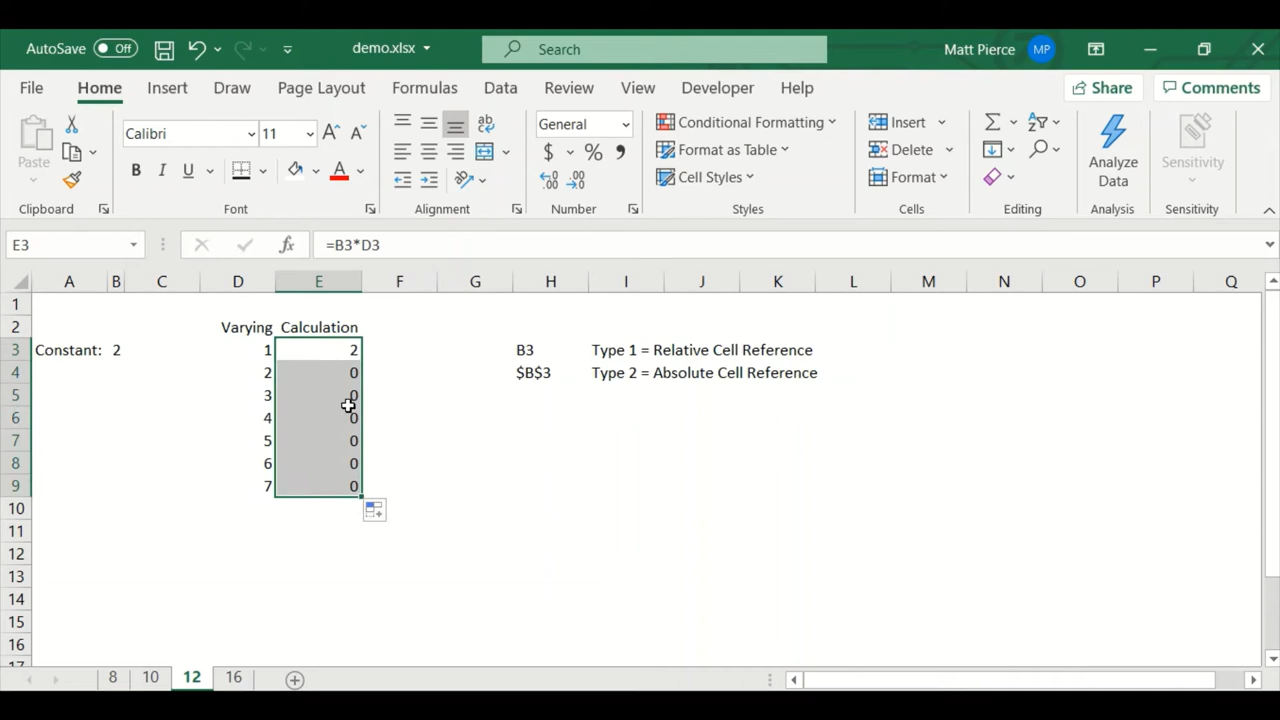 AutoSave Off demo.xlsx Search Matt Pierce MP
File Home Insert Draw Page Layout Formulas Data Review View Developer Help Share Comments
Paste
Clipboard
Calibri 11
B I U
Font
ab
Alignment
General
$ % ,
Number
Conditional Formatting
Format as Table
Cell Styles
Styles
Insert
Delete
Format
Cells
Editing
Analyze Data
Analysis
Sensitivity
Sensitivity
E3 fx =B3*D3
A B C D E F G H I J K L M N O P Q
1
2 Varying Calculation
3 Constant: 2 1 2 B3 Type 1 = Relative Cell Reference
4 2 0 $B$3 Type 2 = Absolute Cell Reference
5 3 0
6 4 0
7 5 0
8 6 0
9 7 0
10
11
12
13
14
15
16
17
8 10 12 16